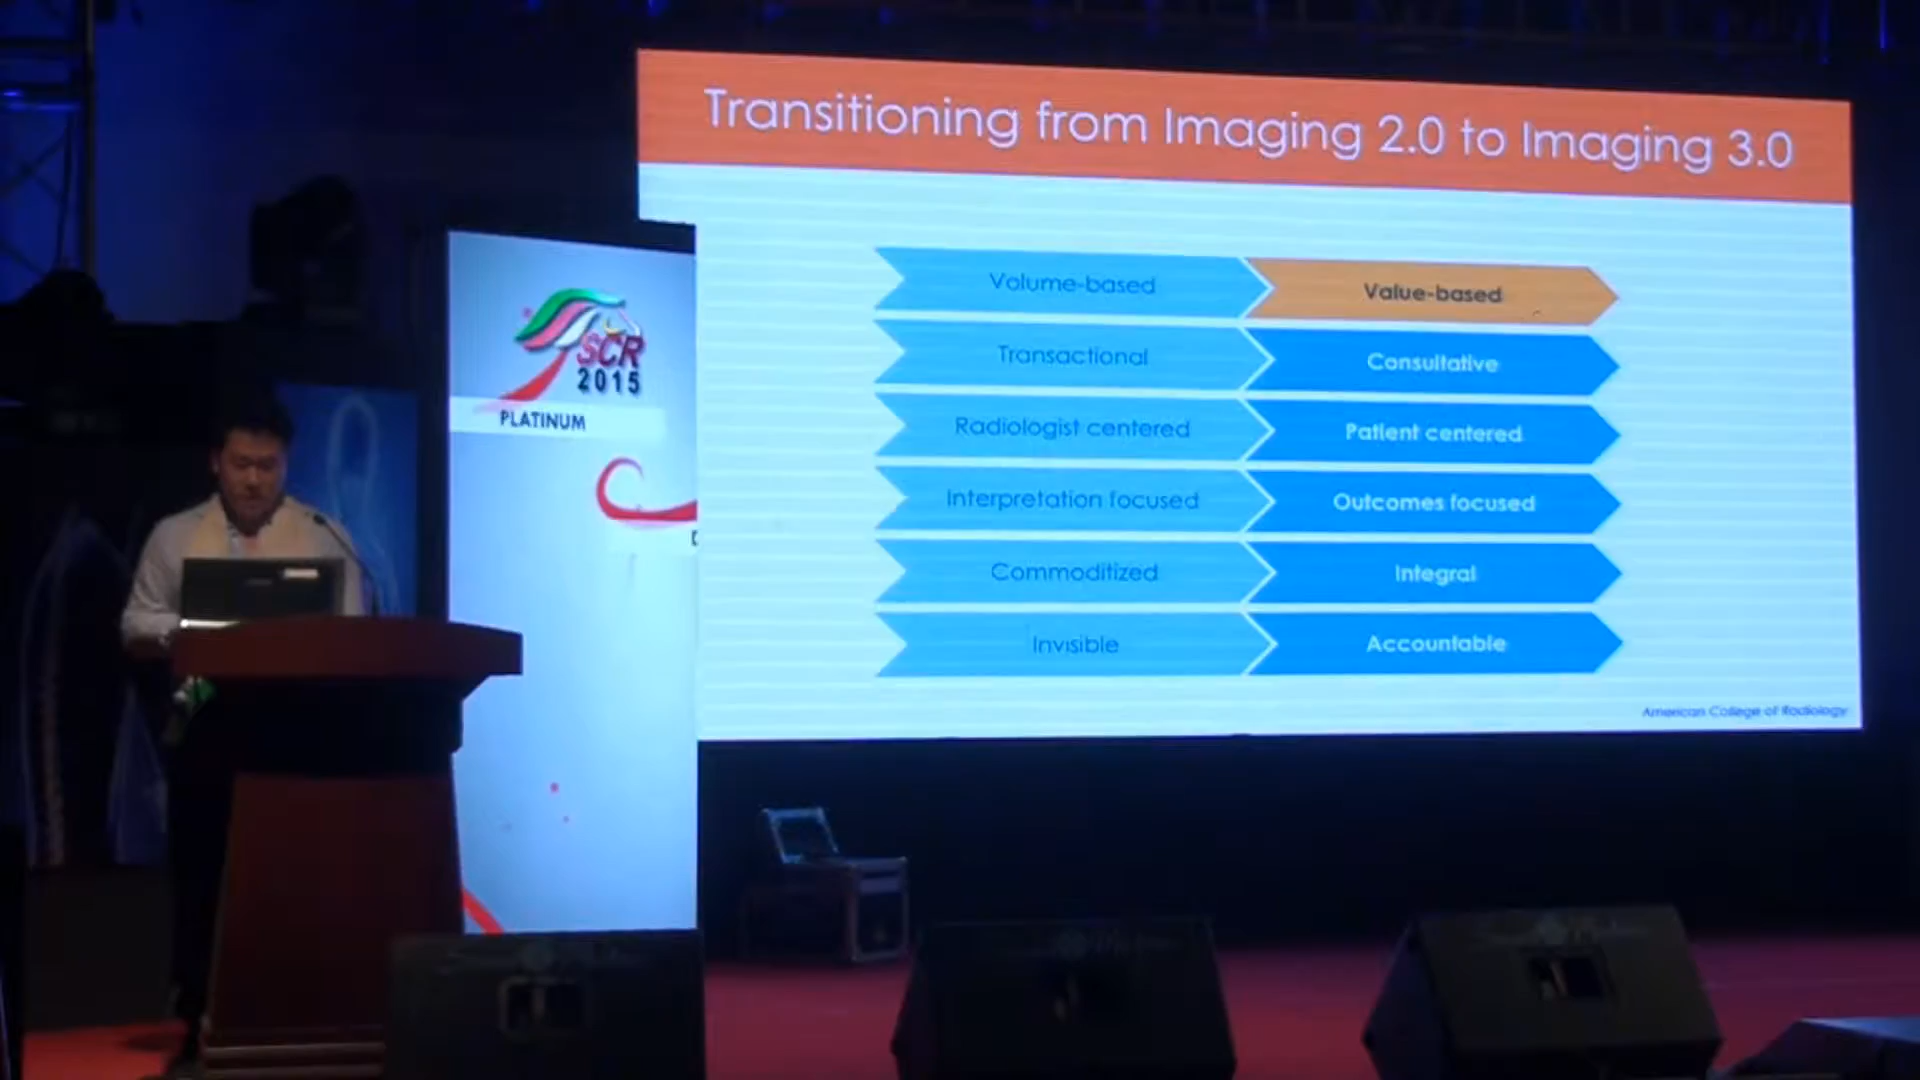 Transitioning from Imaging 2.0 to Imaging 3.0
Volume-based
Value-based
Transactional
Consultative
Radiologist centered
Patient centered
Interpretation focused
Outcomes focused
Commoditized
Integral
Invisible
Accountable
American College of Radiology
SCR
2015
PLATINUM